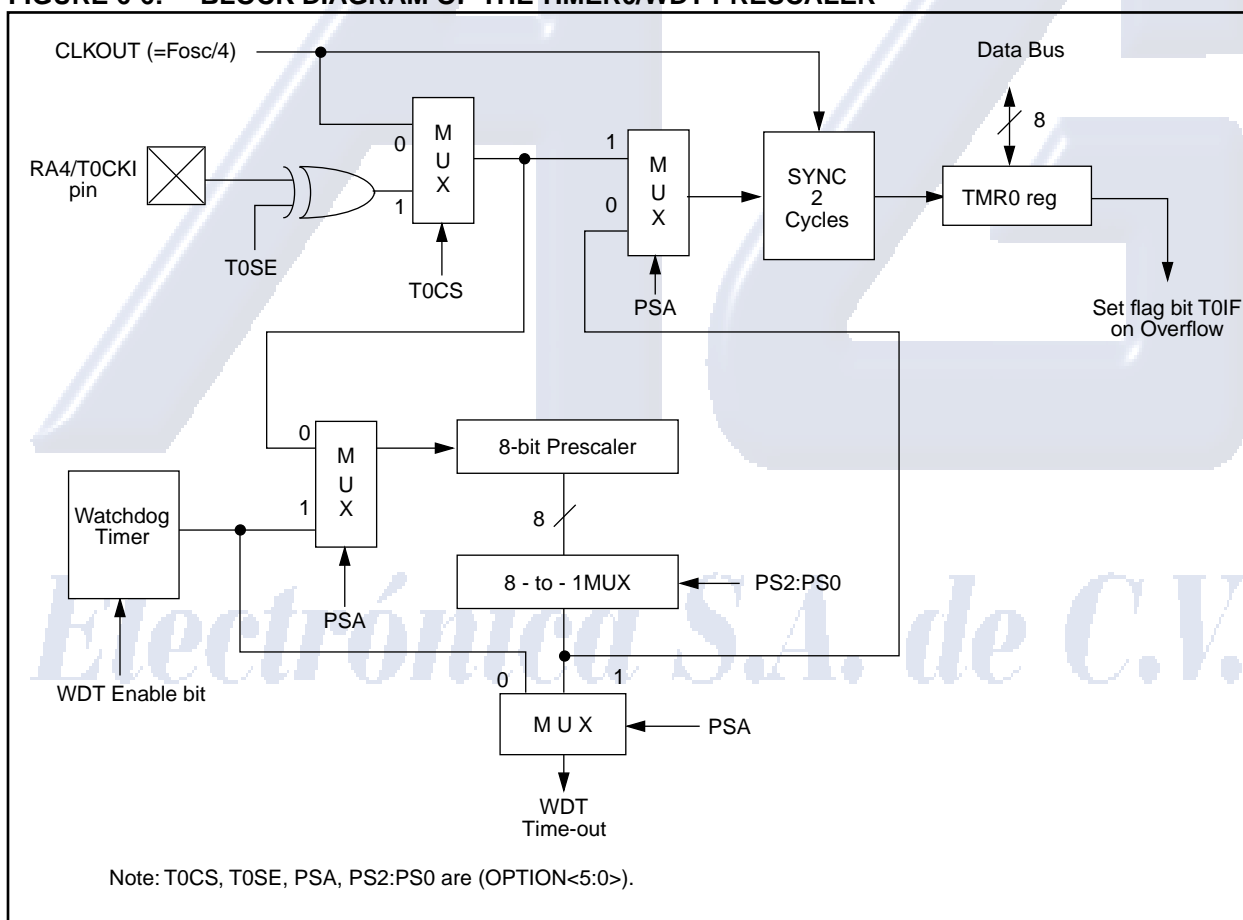 CLKOUT (=Fosc/4)
Data Bus
8
M
U
X
0
1
RA4/T0CKI
pin
T0SE
T0CS
M
U
X
1
0
PSA
SYNC
2
Cycles
TMR0 reg
Set flag bit T0IF
on Overflow
0
1
M
U
X
8-bit Prescaler
Watchdog
Timer
8
8 - to - 1MUX
PS2:PS0
PSA
WDT Enable bit
0
1
M U X
PSA
WDT
Time-out
Note: T0CS, T0SE, PSA, PS2:PS0 are (OPTION<5:0>).
Electrónica S.A. de C.V.